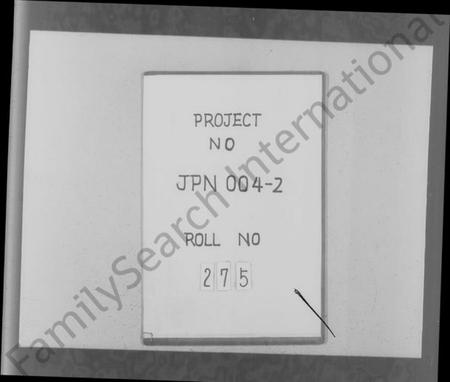 PROJECT
NO
JPN 004-2
ROLL NO
275
FamilySearch International